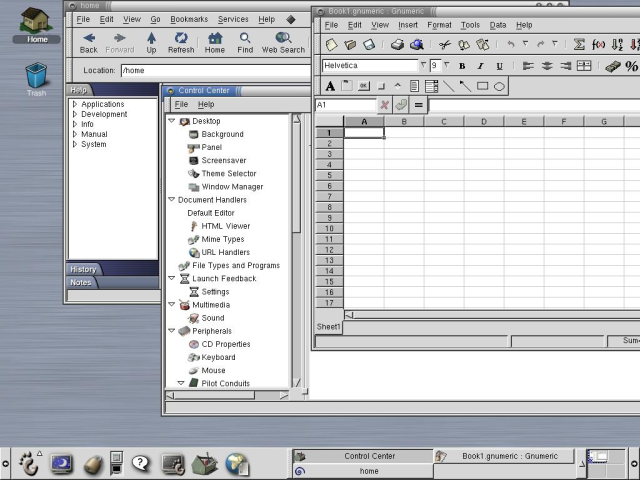 home
File Edit View Go Bookmarks Services Help
Back Forward Up Refresh Home Find Web Search
Location: /home
Help
Applications
Development
Info
Manual
System
History
Notes
Home
Trash
Control Center
File Help
Desktop
Background
Panel
Screensaver
Theme Selector
Window Manager
Document Handlers
Default Editor
HTML Viewer
Mime Types
URL Handlers
File Types and Programs
Launch Feedback
Settings
Multimedia
Sound
Peripherals
CD Properties
Keyboard
Mouse
Pilot Conduits
Book1.gnumeric : Gnumeric
File Edit View Insert Format Tools Data Help
Helvetica 9 B I U %
A OK
A1 =
A B C D E F G
1
2
3
4
5
6
7
8
9
10
11
12
13
14
15
16
17
Sheet1
Sum=
Control Center Book1.gnumeric : Gnumeric
home